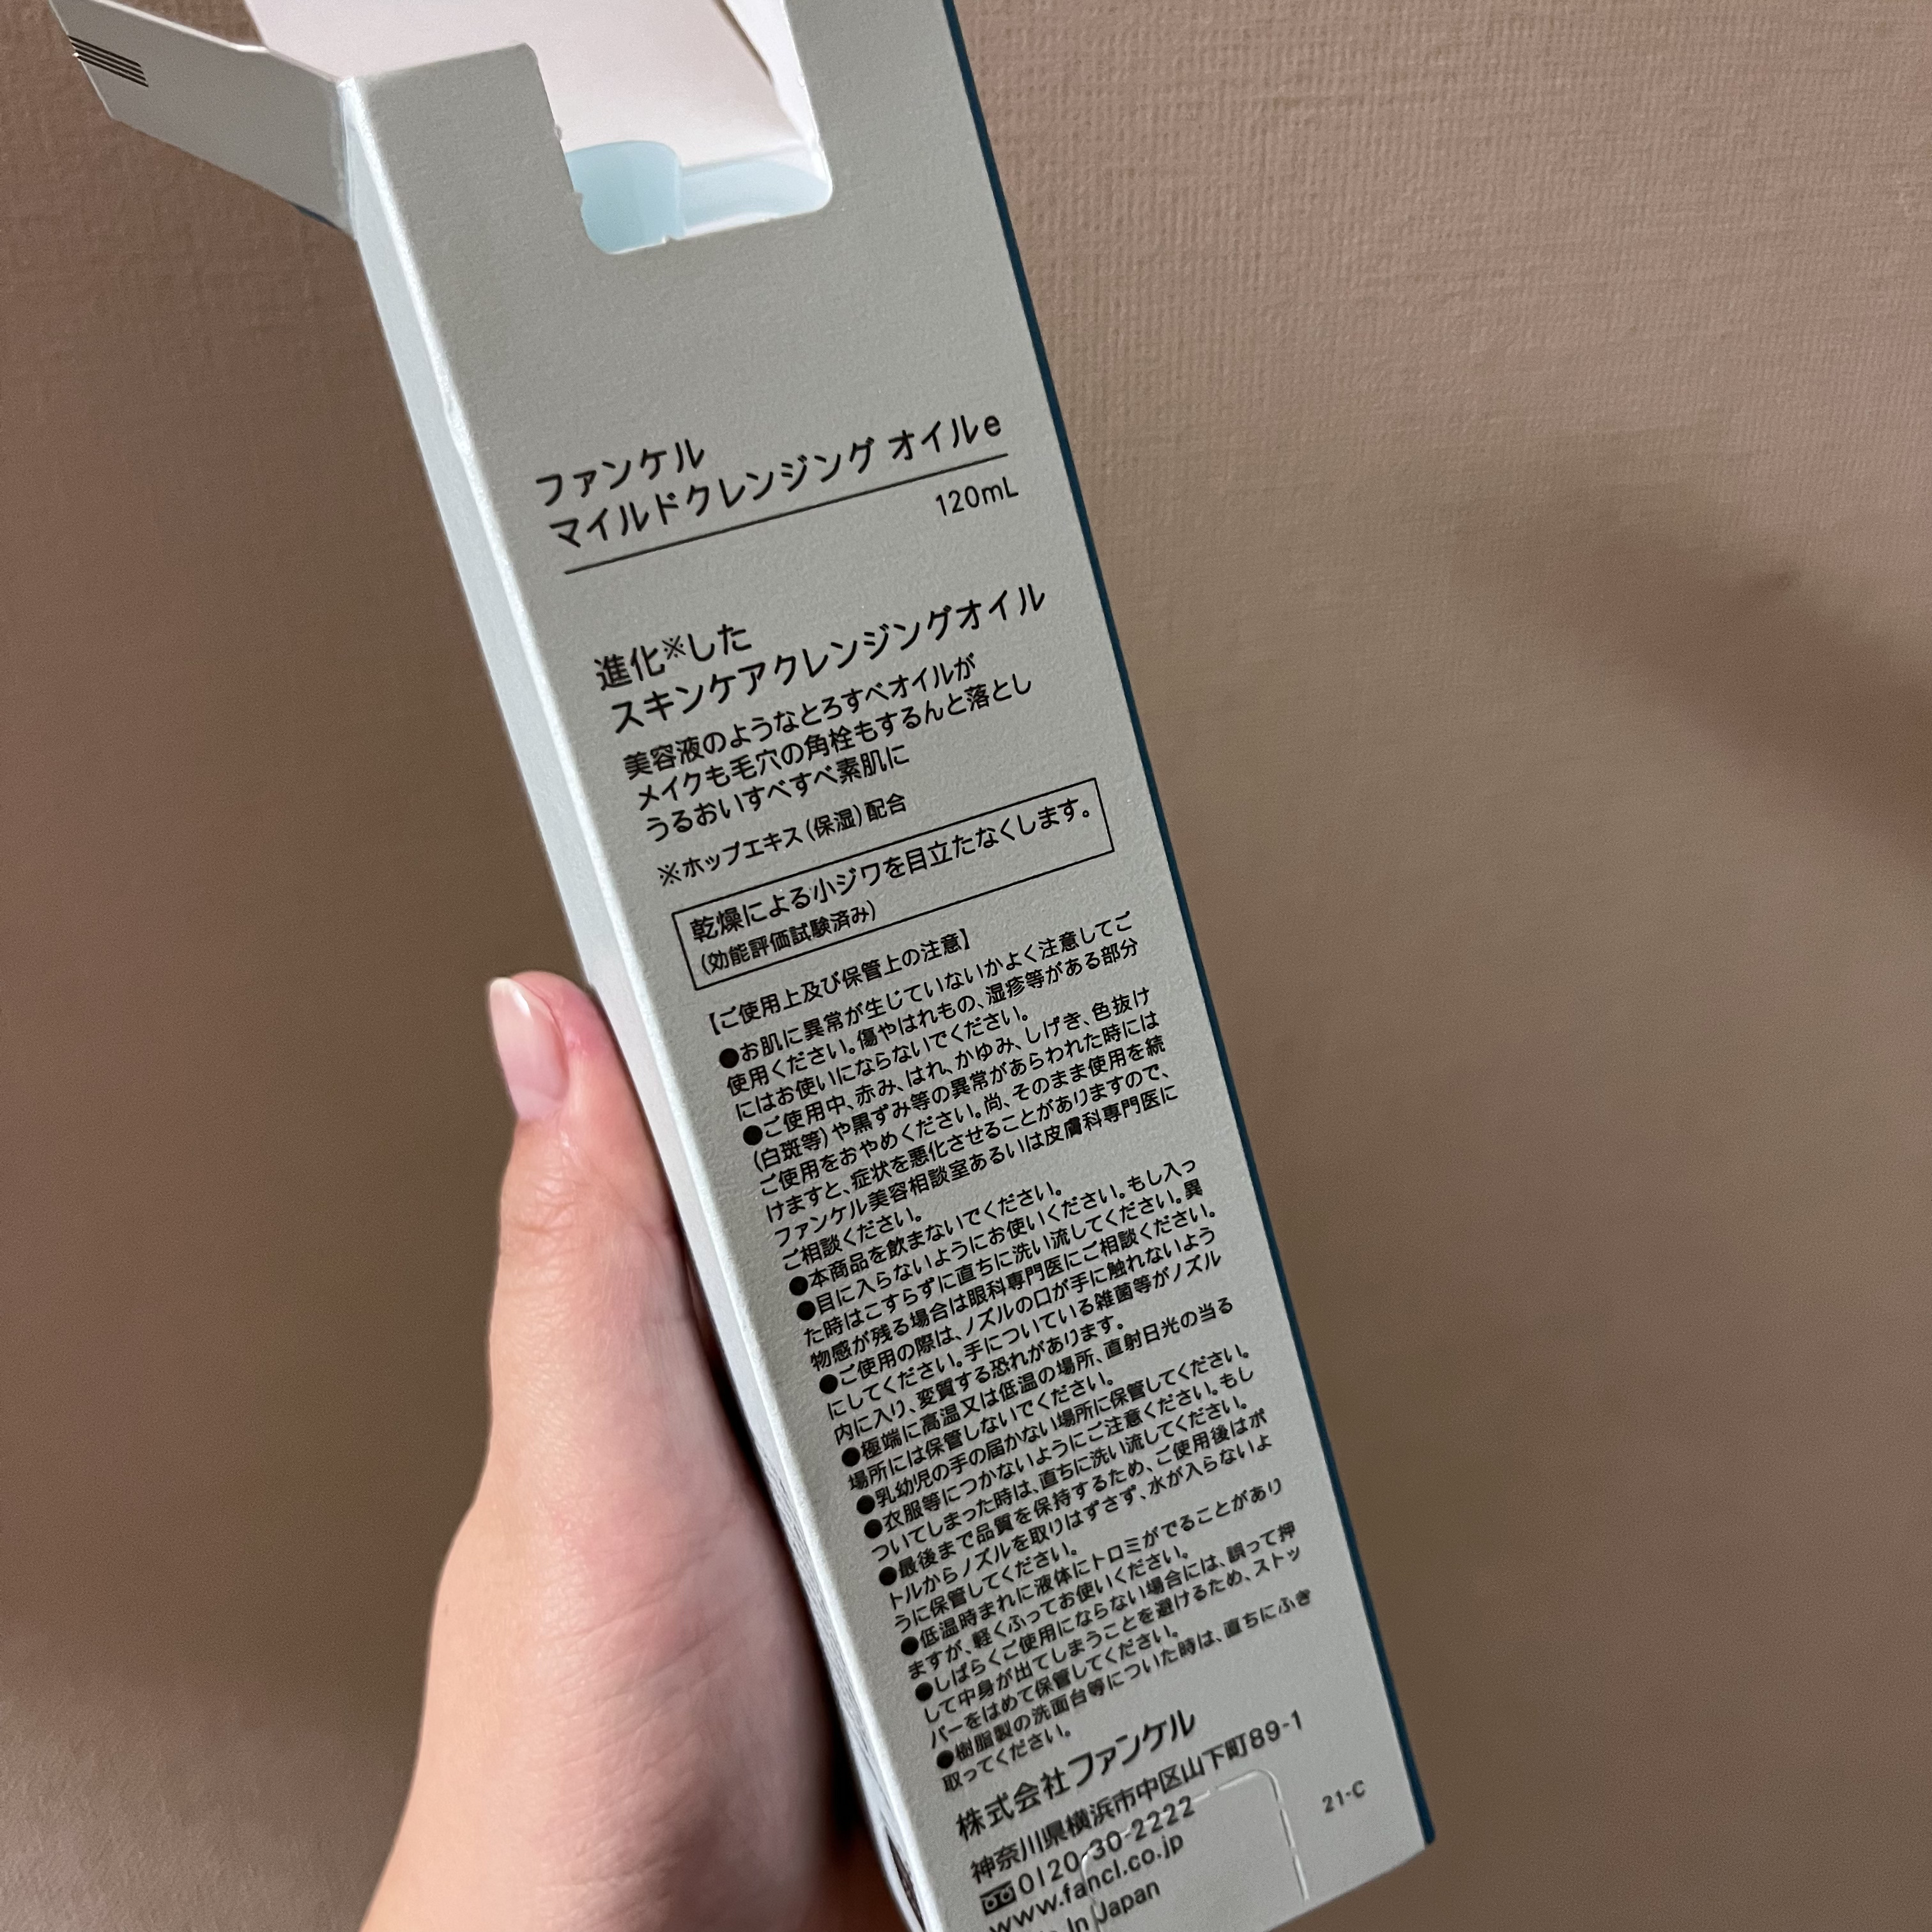 ファンケル
マイルドクレンジング オイルe
120mL
進化※した
スキンケアクレンジングオイル
美容液のようなとろすべオイルが
メイクも毛穴の角栓もするんと落とし
うるおいすべすべ素肌に
※ホップエキス(保湿)配合
乾燥による小ジワを目立たなくします。
(効能評価試験済み)
【ご使用上及び保管上の注意】
●お肌に異常が生じていないかよく注意してご
使用ください。傷やはれもの、湿疹等がある部分
にはお使いにならないでください。
●ご使用中、赤み、はれ、かゆみ、しげき、色抜け
(白斑等)や黒ずみ等の異常があらわれた時には
ご使用をおやめください。尚、そのまま使用を続
けますと、症状を悪化させることがありますので、
ファンケル美容相談室あるいは皮膚科専門医に
ご相談ください。
●本商品を飲まないでください。
●目に入らないようにお使いください。もし入っ
た時はこすらずに直ちに洗い流してください。異
物感が残る場合は眼科専門医にご相談ください。
●ご使用の際は、ノズルの口が手に触れないよう
にしてください。手についている雑菌等がノズル
内に入り、変質する恐れがあります。
●極端に高温又は低温の場所、直射日光の当る
場所には保管しないでください。
●乳幼児の手の届かない場所に保管してください。
●衣服等につかないようにご注意ください。もし
ついてしまった時は、直ちに洗い流してください。
●最後まで品質を保持するため、ご使用後はボ
トルからノズルを取りはずさず、水が入らないよ
うに保管してください。
●低温時まれに液体にトロミがでることがあり
ますが、軽くふってお使いください。
●しばらくご使用にならない場合には、誤って押
して中身が出てしまうことを避けるため、ストッ
パーをはめて保管してください。
●樹脂製の洗面台等についた時は、直ちにふき
取ってください。
株式会社ファンケル
神奈川県横浜市中区山下町89-1
0120-30-2222
www.fancl.co.jp
in Japan
21-C